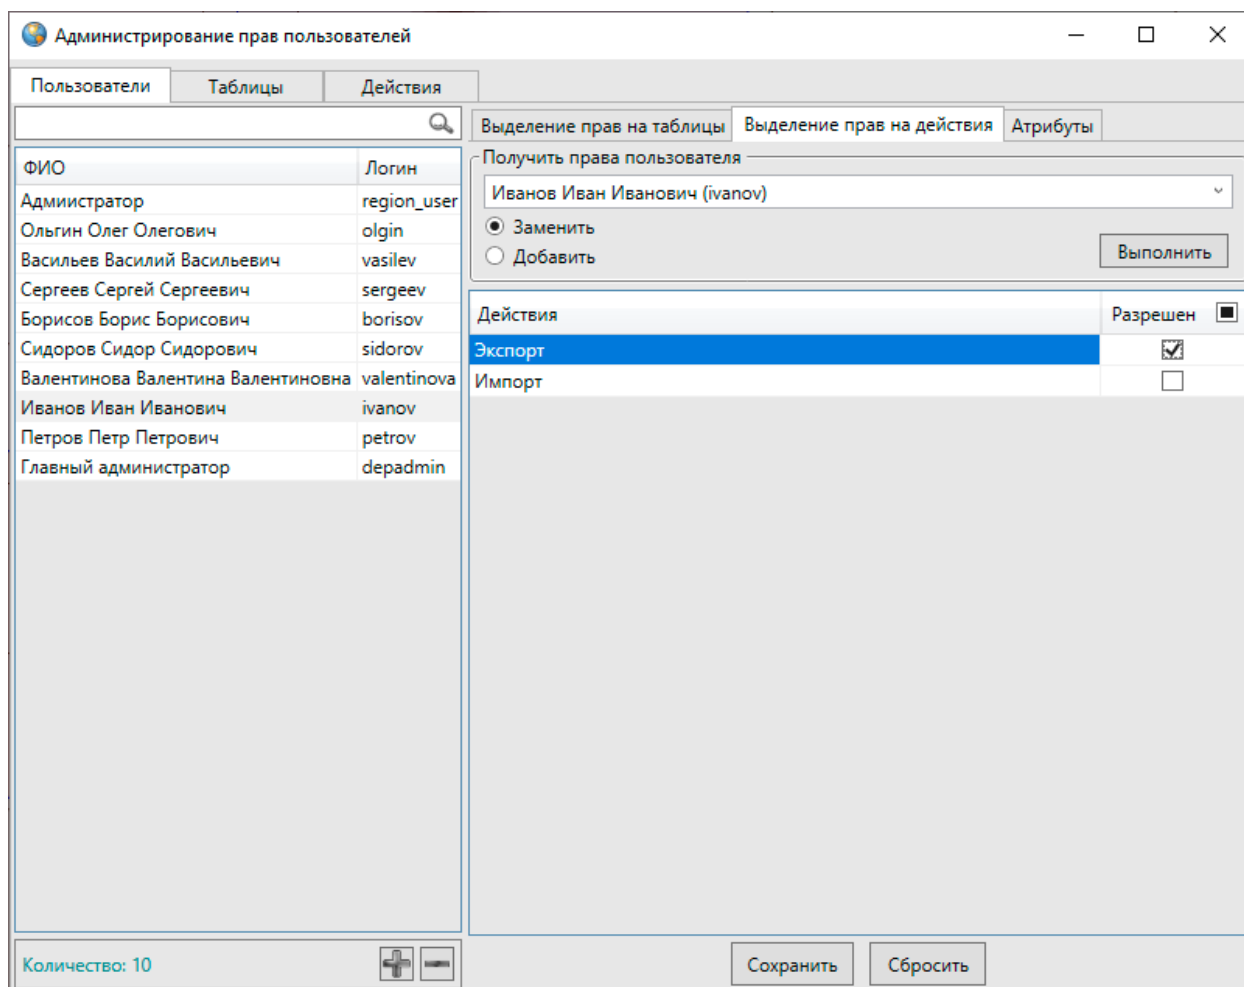 Администрирование прав пользователей
Пользователи Таблицы Действия
Выделение прав на таблицы Выделение прав на действия Атрибуты
ФИО Логин
Адмиистратор region_user
Ольгин Олег Олегович olgin
Васильев Василий Васильевич vasilev
Сергеев Сергей Сергеевич sergeev
Борисов Борис Борисович borisov
Сидоров Сидор Сидорович sidorov
Валентинова Валентина Валентиновна valentinova
Иванов Иван Иванович ivanov
Петров Петр Петрович petrov
Главный администратор depadmin
Количество: 10
Получить права пользователя
Иванов Иван Иванович (ivanov)
Заменить
Добавить
Выполнить
Действия Разрешен
Экспорт
Импорт
Сохранить Сбросить